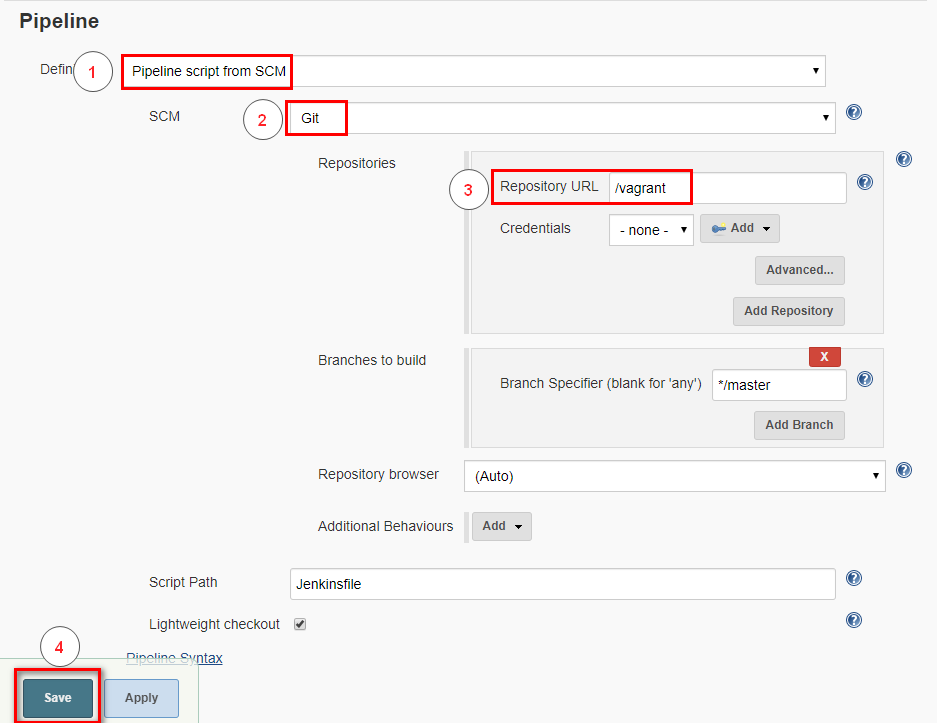 Pipeline
Defin
1
Pipeline script from SCM
SCM
2
Git
Repositories
3
Repository URL
/vagrant
Credentials
- none -
Add
Advanced...
Add Repository
Branches to build
X
Branch Specifier (blank for 'any')
*/master
Add Branch
Repository browser
(Auto)
Additional Behaviours
Add
Script Path
Jenkinsfile
Lightweight checkout
4
Pipeline Syntax
Save
Apply